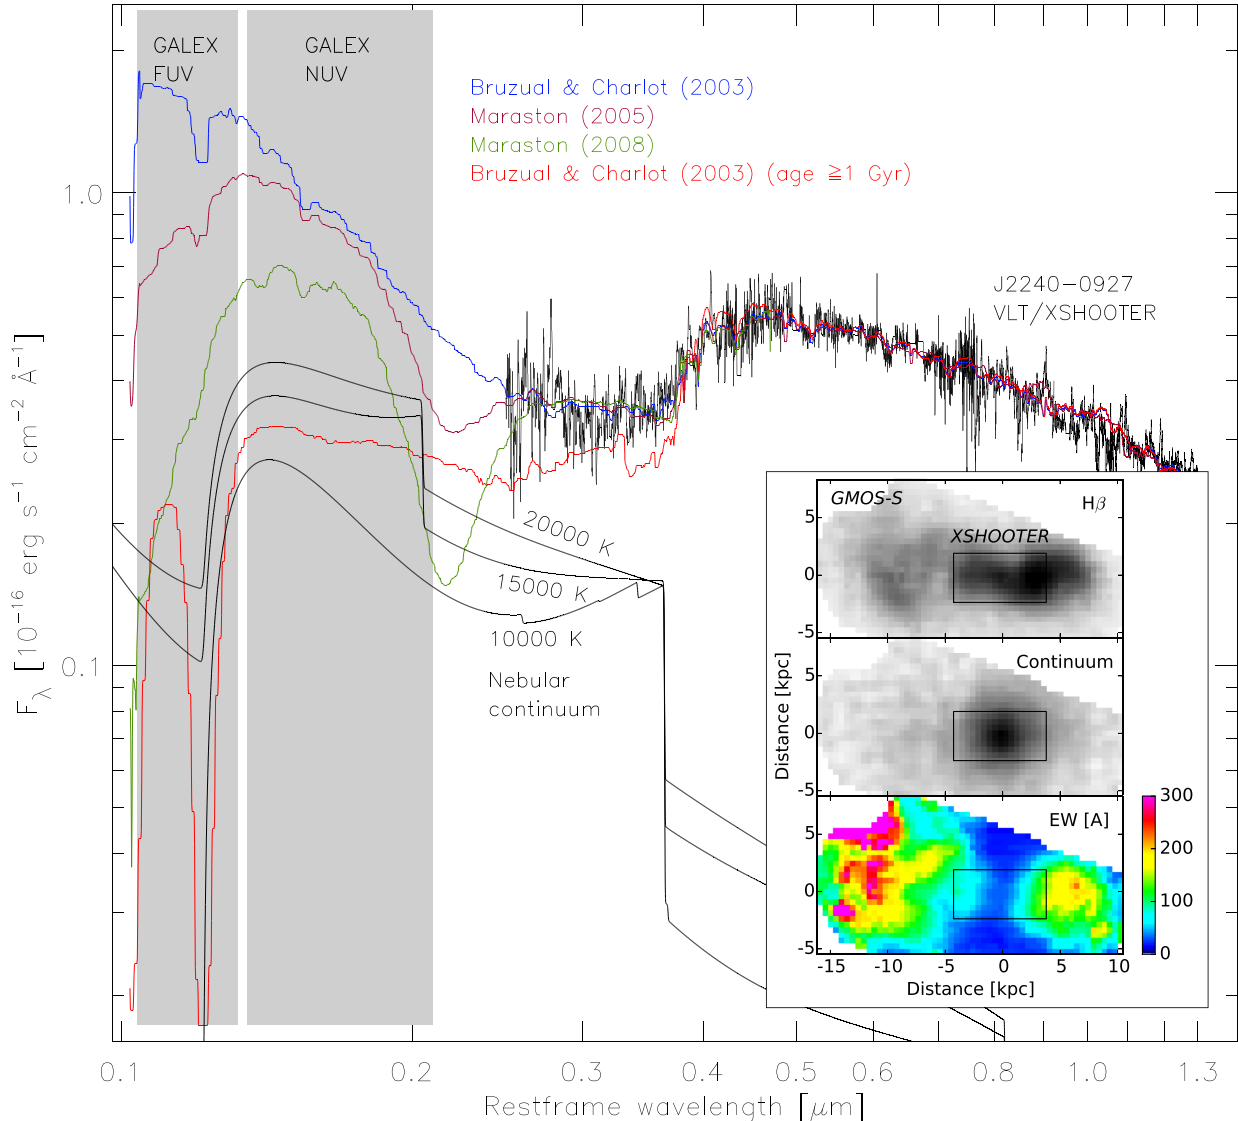 GALEX
FUV
GALEX
NUV
Bruzual & Charlot (2003)
Maraston (2005)
Maraston (2008)
Bruzual & Charlot (2003) (age ≧1 Gyr)
J2240−0927
VLT/XSHOOTER
1.0
0.1
F_λ [10^−16 erg s^−1 cm^−2 Å^−1]
20000 K
15000 K
10000 K
Nebular
continuum
GMOS-S
Hβ
XSHOOTER
5
0
-5
Continuum
5
0
-5
Distance [kpc]
EW [A]
5
0
-5
300
200
100
0
-15 -10 -5 0 5 10
Distance [kpc]
0.1 0.2 0.3 0.4 0.5 0.6 0.8 1.0 1.3
Restframe wavelength [μm]